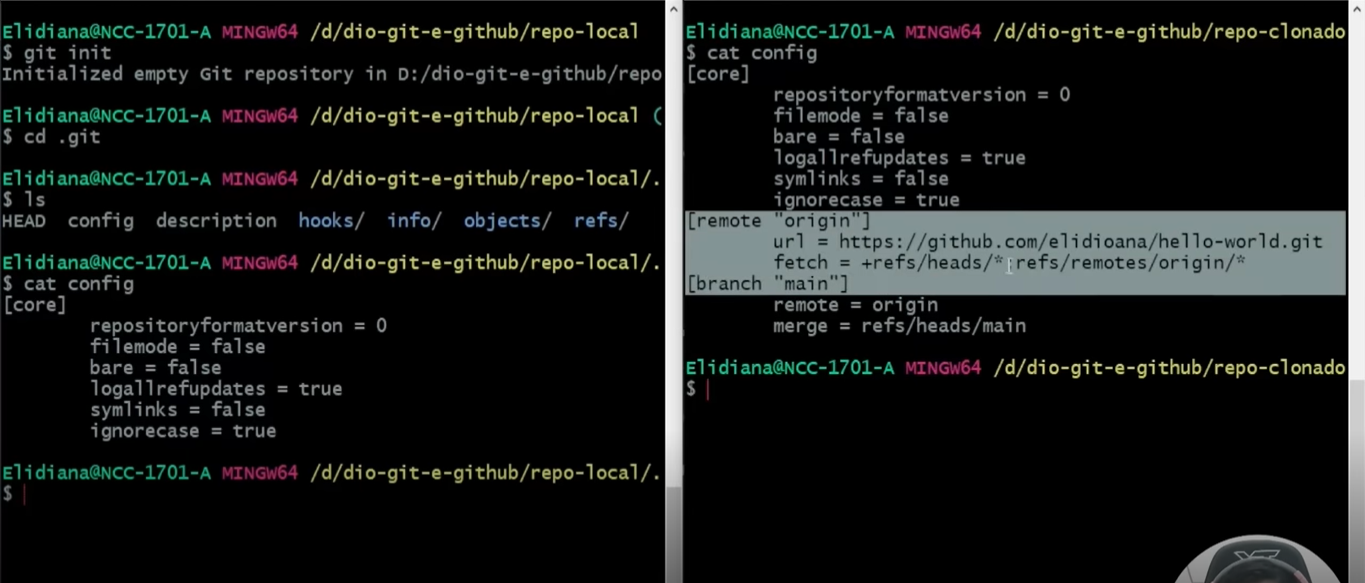 Elidiana@NCC-1701-A MINGW64 /d/dio-git-e-github/repo-local
$ git init
Initialized empty Git repository in D:/dio-git-e-github/repo
Elidiana@NCC-1701-A MINGW64 /d/dio-git-e-github/repo-local (
$ cd .git
Elidiana@NCC-1701-A MINGW64 /d/dio-git-e-github/repo-local/.
$ ls
HEAD config description hooks/ info/ objects/ refs/
Elidiana@NCC-1701-A MINGW64 /d/dio-git-e-github/repo-local/.
$ cat config
[core]
repositoryformatversion = 0
filemode = false
bare = false
logallrefupdates = true
symlinks = false
ignorecase = true
Elidiana@NCC-1701-A MINGW64 /d/dio-git-e-github/repo-local/.
$
Elidiana@NCC-1701-A MINGW64 /d/dio-git-e-github/repo-clonado
$ cat config
[core]
repositoryformatversion = 0
filemode = false
bare = false
logallrefupdates = true
symlinks = false
ignorecase = true
[remote "origin"]
url = https://github.com/elidioana/hello-world.git
fetch = +refs/heads/*:refs/remotes/origin/*
[branch "main"]
remote = origin
merge = refs/heads/main
Elidiana@NCC-1701-A MINGW64 /d/dio-git-e-github/repo-clonado
$